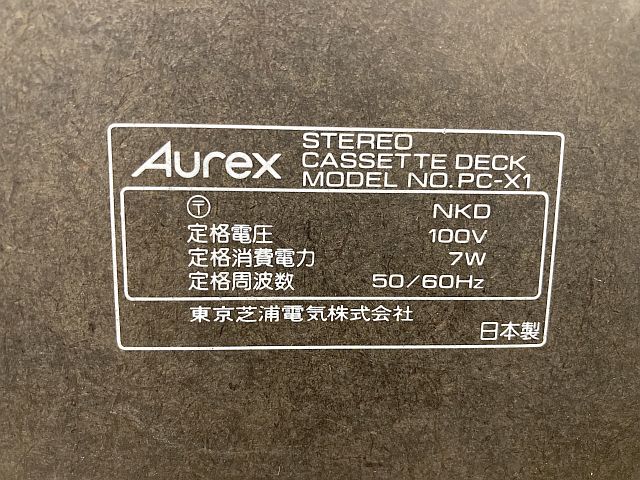 Aurex
STEREO
CASSETTE DECK
MODEL NO. PC-X1
〒 NKD
定格電圧 100V
定格消費電力 7W
定格周波数 50/60Hz
東京芝浦電気株式会社
日本製